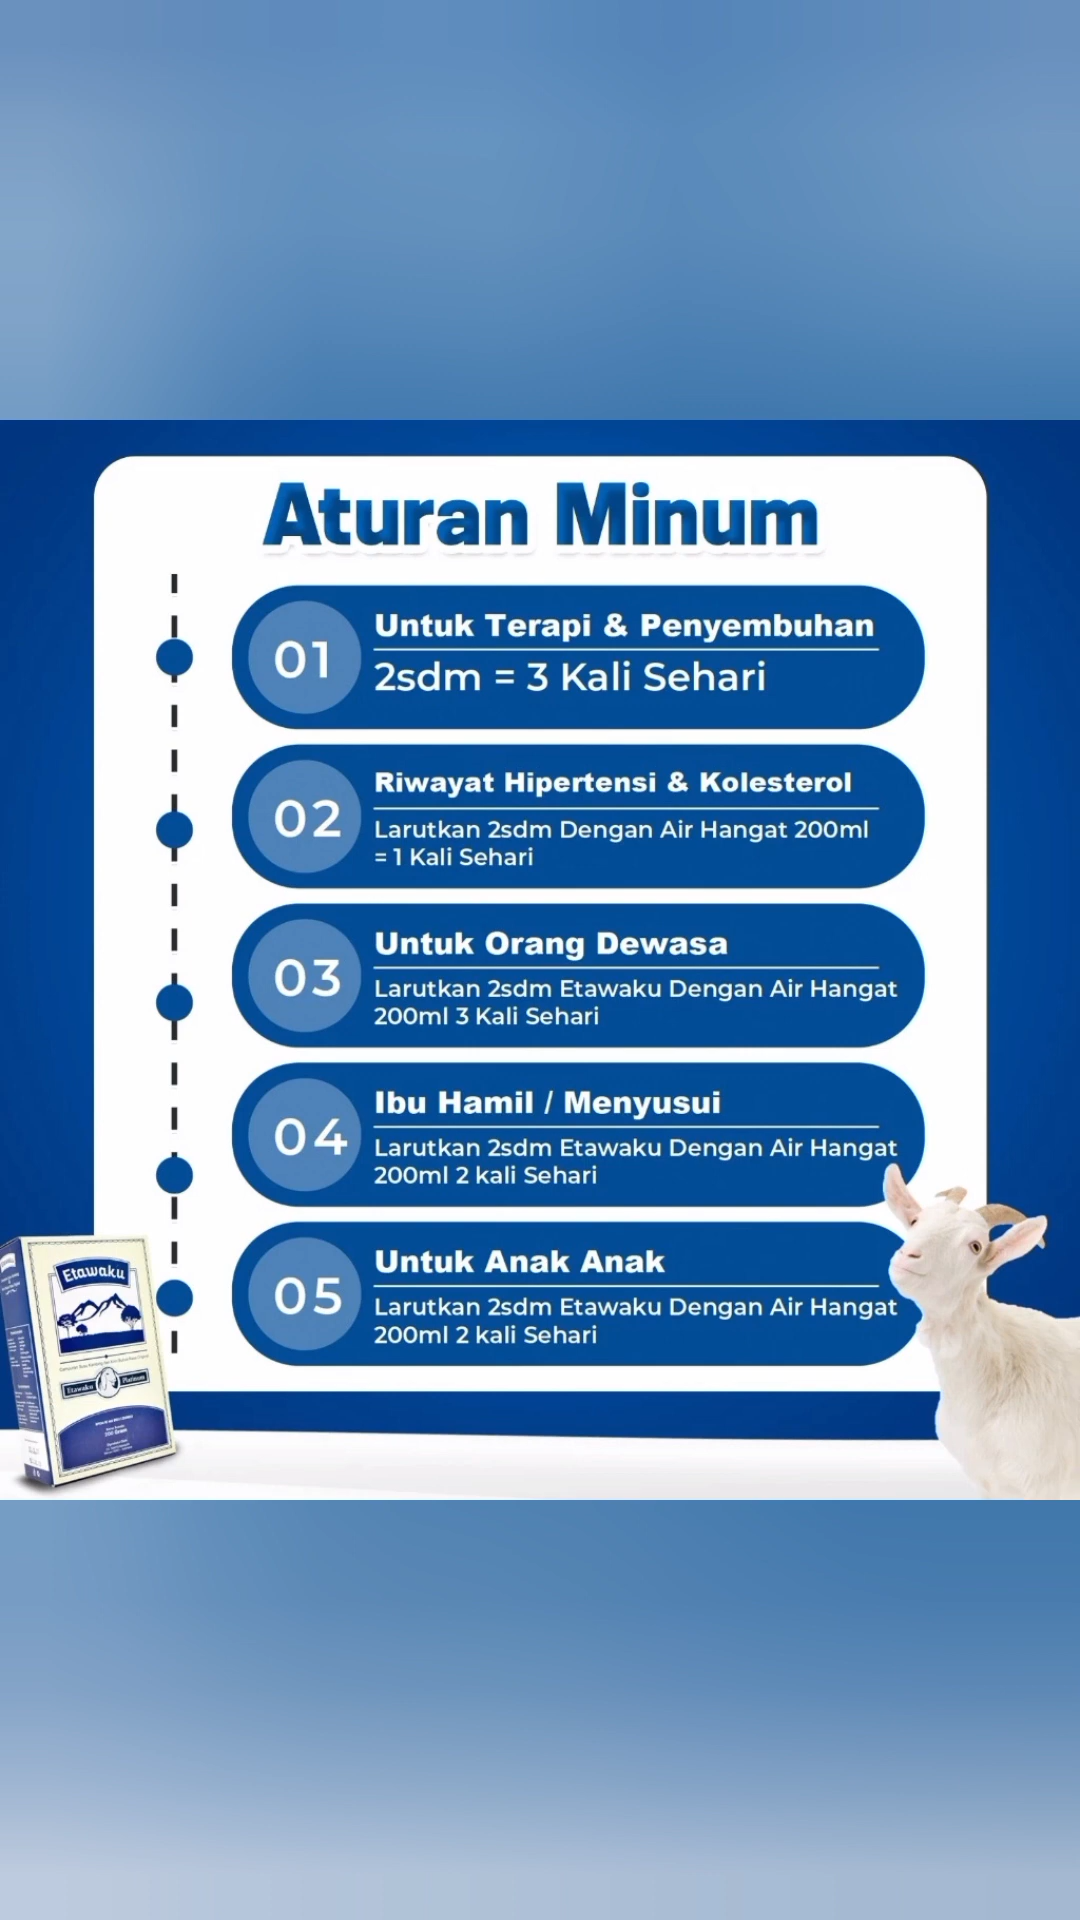 Aturan Minum
01
Untuk Terapi & Penyembuhan
2sdm = 3 Kali Sehari
02
Riwayat Hipertensi & Kolesterol
Larutkan 2sdm Dengan Air Hangat 200ml
= 1 Kali Sehari
03
Untuk Orang Dewasa
Larutkan 2sdm Etawaku Dengan Air Hangat
200ml 3 Kali Sehari
04
Ibu Hamil / Menyusui
Larutkan 2sdm Etawaku Dengan Air Hangat
200ml 2 kali Sehari
05
Untuk Anak Anak
Larutkan 2sdm Etawaku Dengan Air Hangat
200ml 2 kali Sehari
Etawaku
Etawaku Platinum